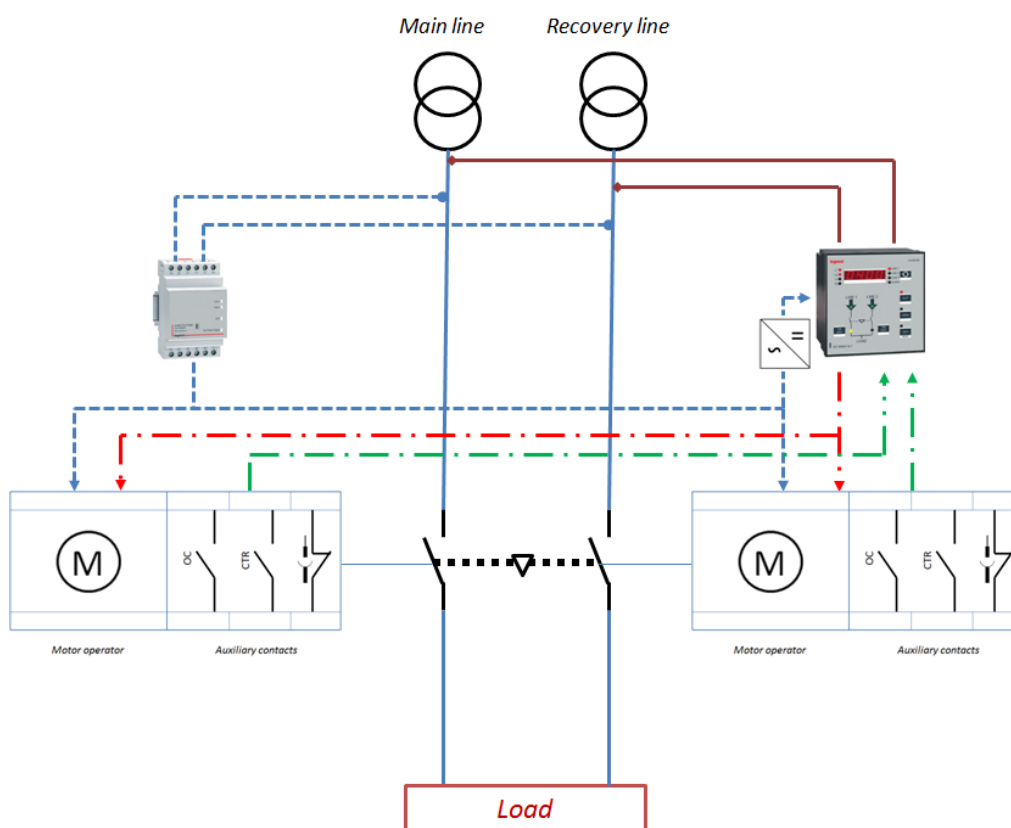 Main line
Recovery line
M
OC
CTR
M
OC
CTR
Motor operator
Auxiliary contacts
Motor operator
Auxiliary contacts
Load